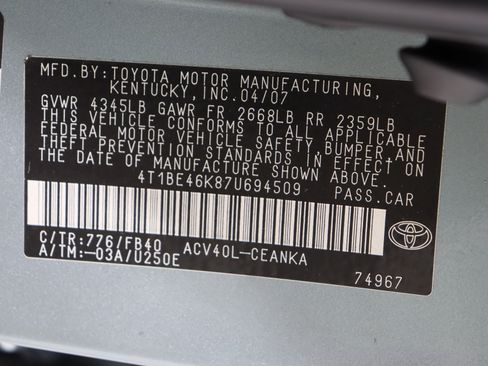 MFD.BY:TOYOTA MOTOR MANUFACTURING,
KENTUCKY,INC.04/07
GVWR 4345LB GAWR FR 2668LB RR 2359LB
THIS VEHICLE CONFORMS TO ALL APPLICABLE
FEDERAL MOTOR VEHICLE SAFETY, BUMPER, AND
THEFT PREVENTION STANDARDS IN EFFECT ON
THE DATE OF MANUFACTURE SHOWN ABOVE.
4T1BE46K87U694509 PASS.CAR
C/TR:776/FB40 ACV40L-CEANKA
A/TM:-03A/U250E
74967